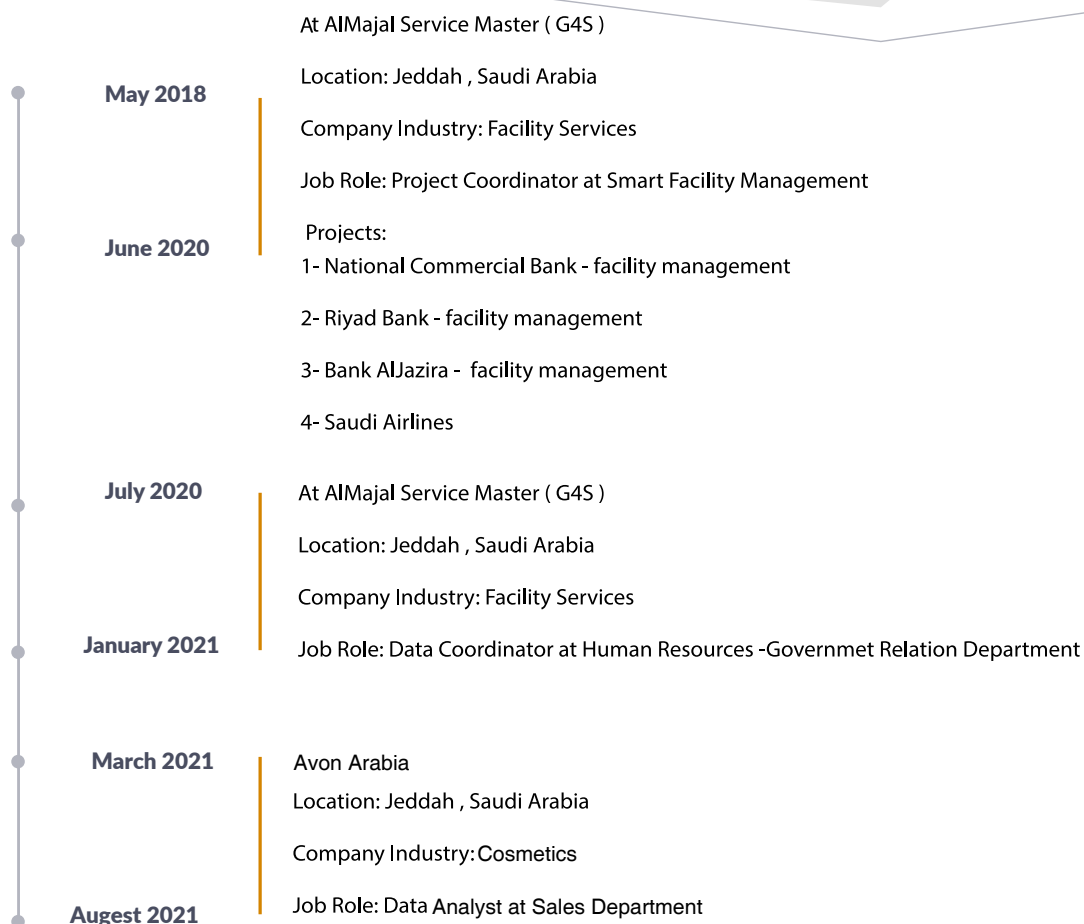 At AlMajal Service Master ( G4S )
Location: Jeddah , Saudi Arabia
May 2018
Company Industry: Facility Services
Job Role: Project Coordinator at Smart Facility Management
Projects:
June 2020
1- National Commercial Bank - facility management
2- Riyad Bank - facility management
3- Bank AlJazira - facility management
4- Saudi Airlines
July 2020
At AlMajal Service Master ( G4S )
Location: Jeddah , Saudi Arabia
Company Industry: Facility Services
January 2021
Job Role: Data Coordinator at Human Resources -Governmet Relation Department
March 2021
Avon Arabia
Location: Jeddah , Saudi Arabia
Company Industry: Cosmetics
Job Role: Data Analyst at Sales Department
Augest 2021